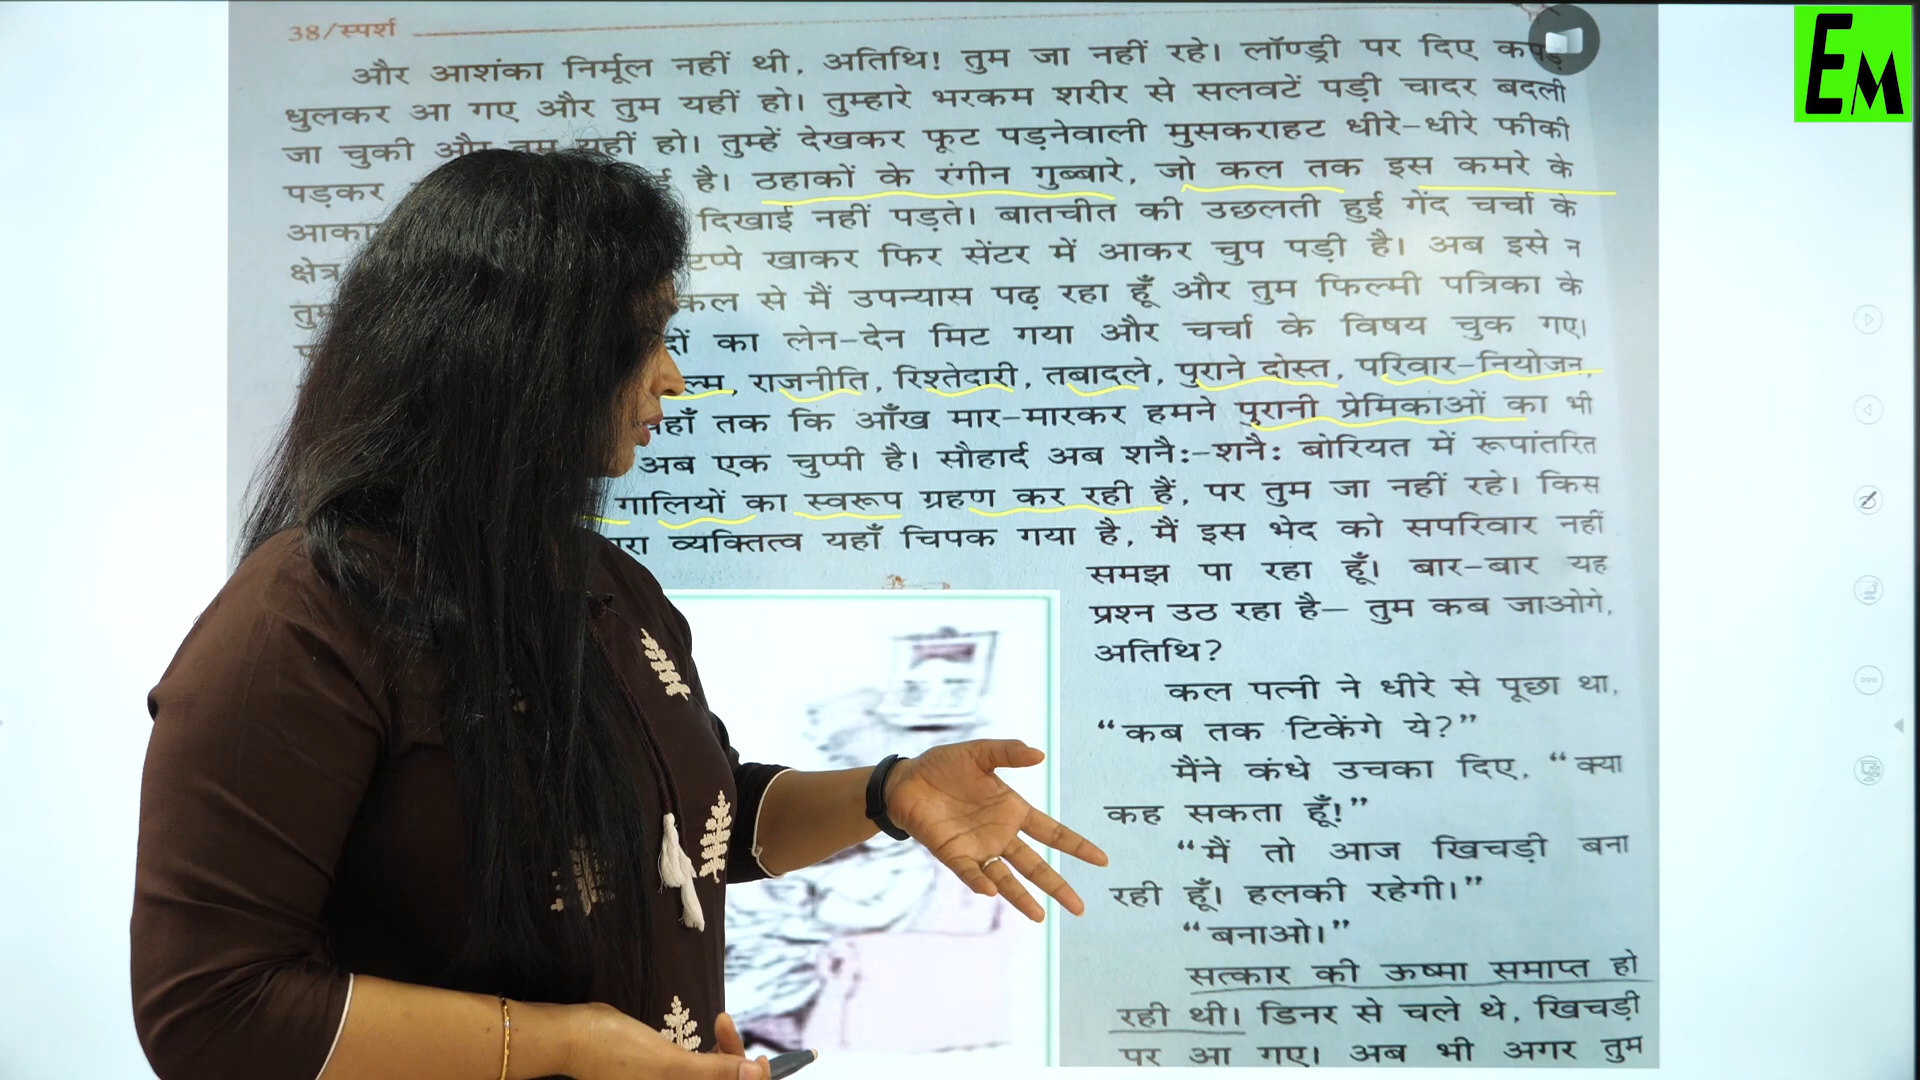 38/स्पर्श
और आशंका निर्मूल नहीं थी, अतिथि! तुम जा नहीं रहे। लॉण्ड्री पर दिए
धुलकर आ गए और तुम यहीं हो। तुम्हारे भरकम शरीर से सलवटें पड़ी चादर बदली
जा चुकी और तुम यहीं हो। तुम्हें देखकर फूट पड़नेवाली मुसकराहट धीरे-धीरे फीकी
पड़कर है। ठहाकों के रंगीन गुब्बारे, जो कल तक इस कमरे के
दिखाई नहीं पड़ते। बातचीत की उछलती हुई गेंद चर्चा के
क्षेत्र टप्पे खाकर फिर सेंटर में आकर चुप पड़ी है। अब इसे न
कल से मैं उपन्यास पढ़ रहा हूँ और तुम फिल्मी पत्रिका के
का लेन-देन मिट गया और चर्चा के विषय चुक गए।
राजनीति, रिश्तेदारी, तबादले, पुराने दोस्त, परिवार-नियोजन,
तक कि आँख मार-मारकर हमने पुरानी प्रेमिकाओं का भी
अब एक चुप्पी है। सौहार्द अब शनैः-शनैः बोरियत में रूपांतरित
गालियों का स्वरूप ग्रहण कर रही हैं, पर तुम जा नहीं रहे। किस
व्यक्तित्व यहाँ चिपक गया है, मैं इस भेद को सपरिवार नहीं
समझ पा रहा हूँ। बार-बार यह
प्रश्न उठ रहा है— तुम कब जाओगे,
अतिथि?
कल पत्नी ने धीरे से पूछा था,
“कब तक टिकेंगे ये?”
मैंने कंधे उचका दिए, “क्या
कह सकता हूँ!”
“मैं तो आज खिचड़ी बना
रही हूँ। हलकी रहेगी।”
“बनाओ।”
सत्कार की ऊष्मा समाप्त हो
रही थी। डिनर से चले थे, खिचड़ी
पर आ गए। अब भी अगर तुम
EM